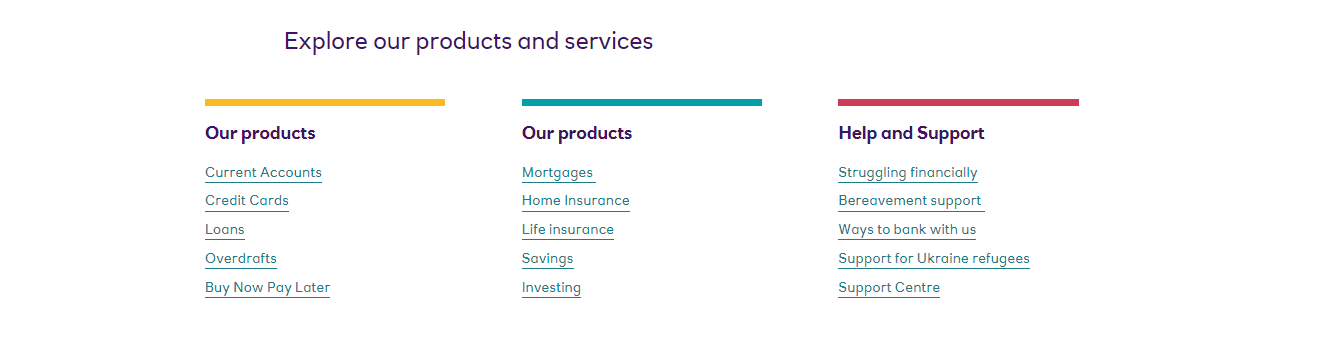 Explore our products and services
Our products
Current Accounts
Credit Cards
Loans
Overdrafts
Buy Now Pay Later
Our products
Mortgages
Home Insurance
Life insurance
Savings
Investing
Help and Support
Struggling financially
Bereavement support
Ways to bank with us
Support for Ukraine refugees
Support Centre